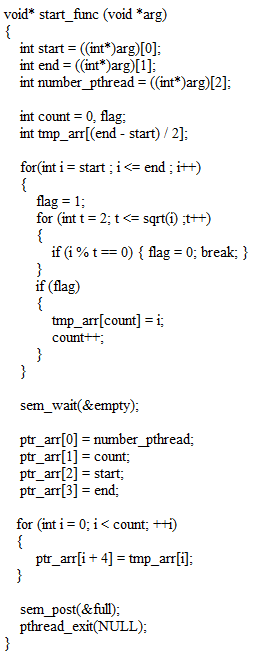 void* start_func (void *arg)
{
int start = ((int*)arg)[0];
int end = ((int*)arg)[1];
int number_pthread = ((int*)arg)[2];
int count = 0, flag;
int tmp_arr[(end - start) / 2];
for(int i = start ; i <= end ; i++)
{
flag = 1;
for (int t = 2; t <= sqrt(i) ;t++)
{
if (i % t == 0) { flag = 0; break; }
}
if (flag)
{
tmp_arr[count] = i;
count++;
}
}
sem_wait(&empty);
ptr_arr[0] = number_pthread;
ptr_arr[1] = count;
ptr_arr[2] = start;
ptr_arr[3] = end;
for (int i = 0; i < count; ++i)
{
ptr_arr[i + 4] = tmp_arr[i];
}
sem_post(&full);
pthread_exit(NULL);
}